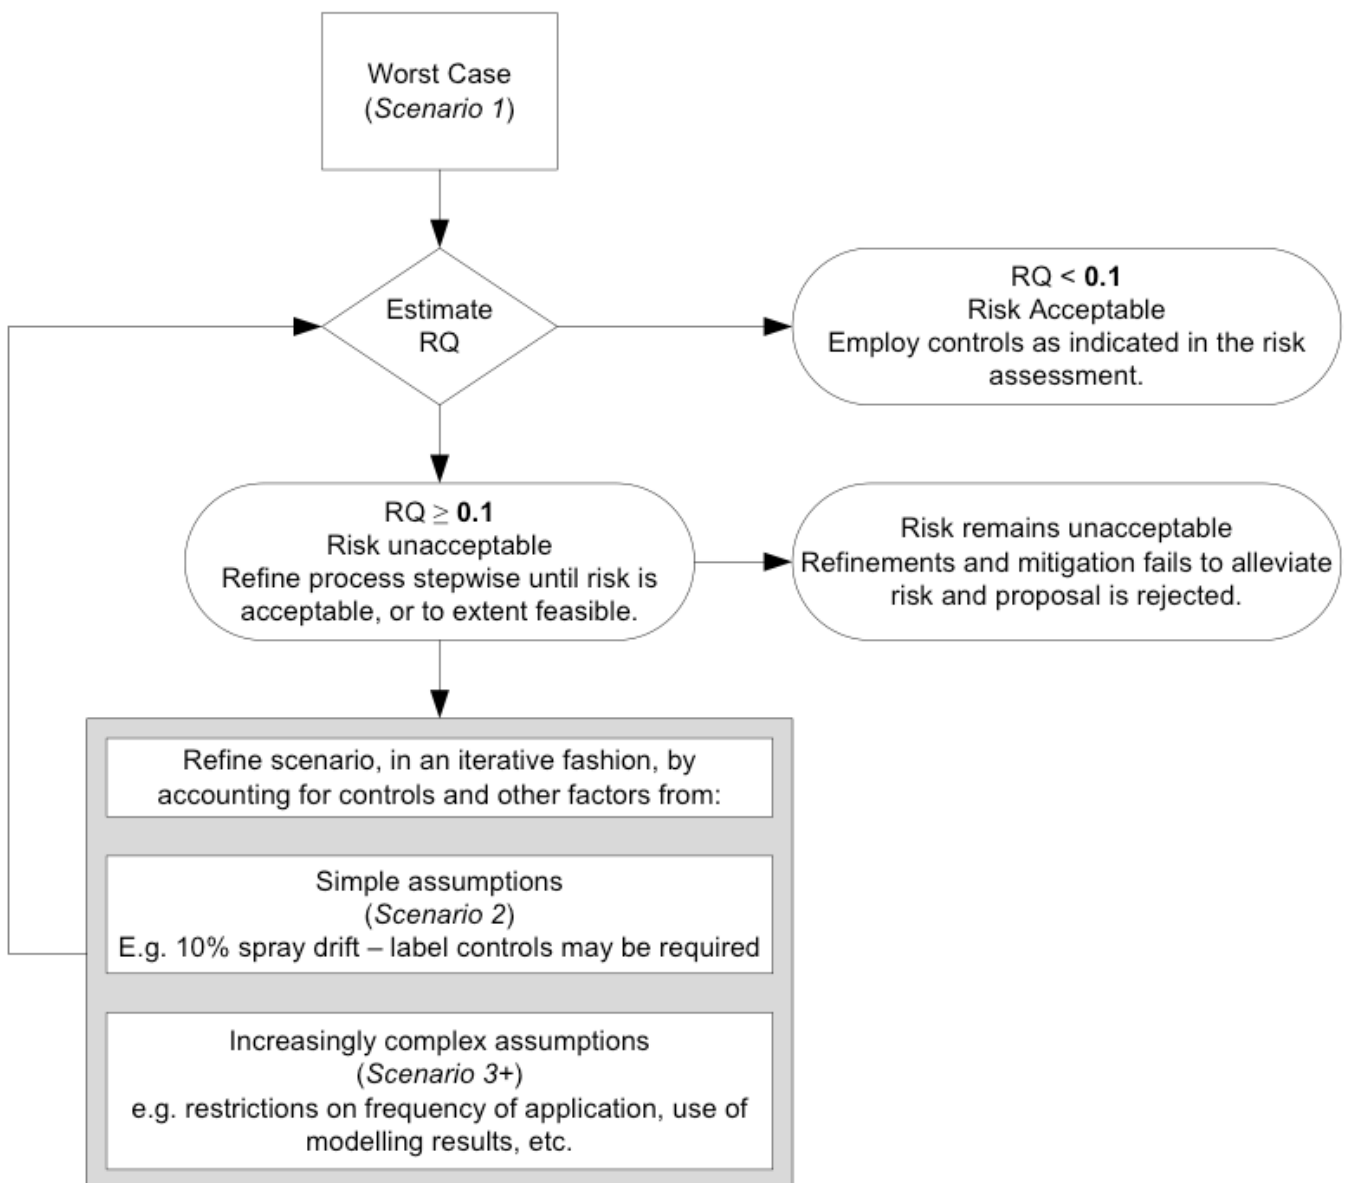 Worst Case
(Scenario 1)
Estimate
RQ
RQ < 0.1
Risk Acceptable
Employ controls as indicated in the risk
assessment.
RQ ≥ 0.1
Risk unacceptable
Refine process stepwise until risk is
acceptable, or to extent feasible.
Risk remains unacceptable
Refinements and mitigation fails to alleviate
risk and proposal is rejected.
Refine scenario, in an iterative fashion, by
accounting for controls and other factors from:
Simple assumptions
(Scenario 2)
E.g. 10% spray drift – label controls may be required
Increasingly complex assumptions
(Scenario 3+)
e.g. restrictions on frequency of application, use of
modelling results, etc.